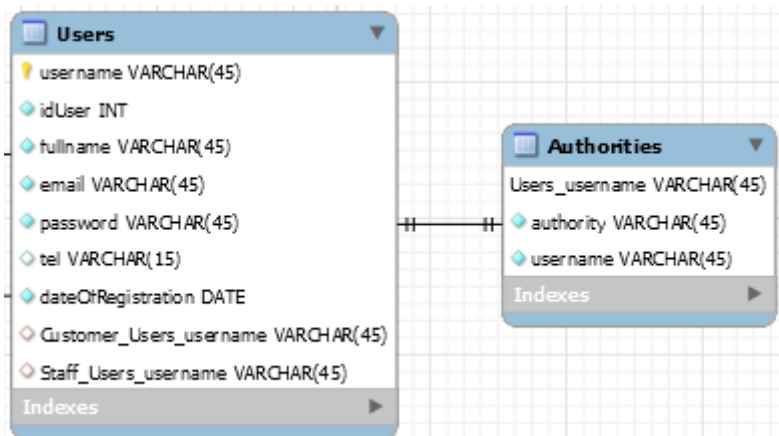 Users
username VARCHAR(45)
idUser INT
fullname VARCHAR(45)
email VARCHAR(45)
password VARCHAR(45)
tel VARCHAR(15)
dateOfRegistration DATE
Customer_Users_username VARCHAR(45)
Staff_Users_username VARCHAR(45)
Indexes
Authorities
Users_username VARCHAR(45)
authority VARCHAR(45)
username VARCHAR(45)
Indexes